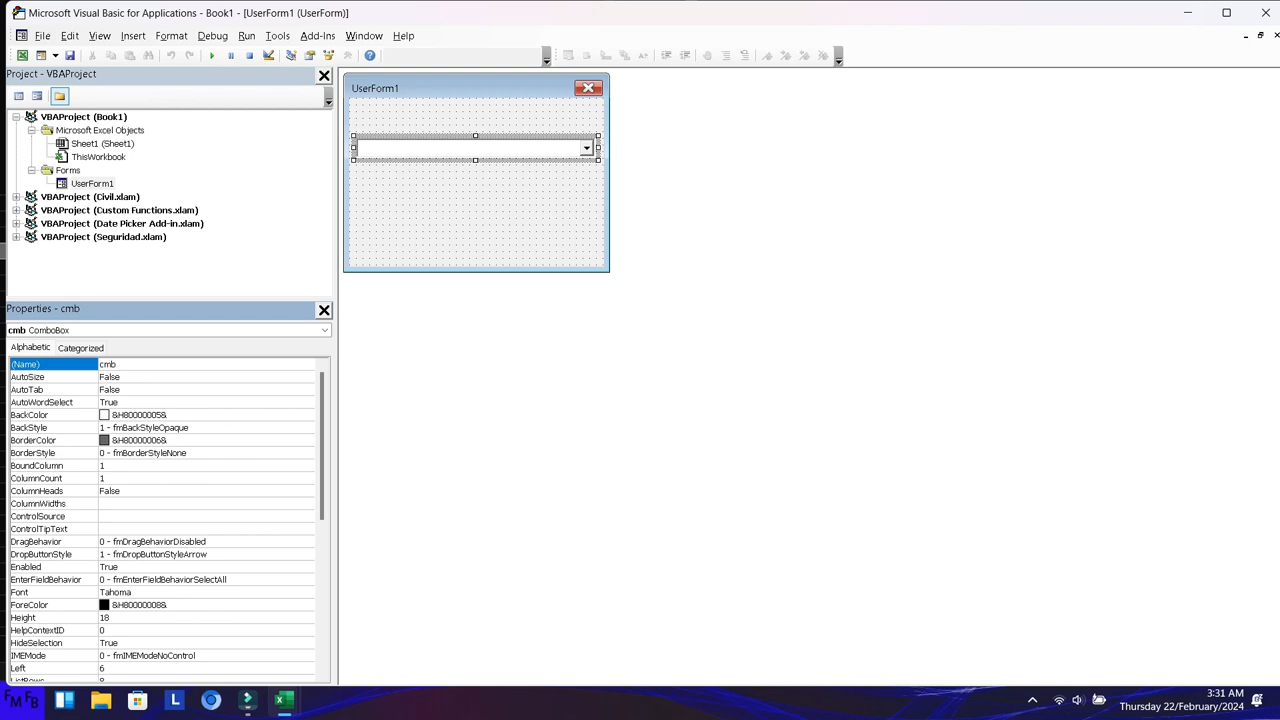 Microsoft Visual Basic for Applications - Book1 - [UserForm1 (UserForm)]
File Edit View Insert Format Debug Run Tools Add-Ins Window Help
Project - VBAProject
VBAProject (Book1)
Microsoft Excel Objects
Sheet1 (Sheet1)
ThisWorkbook
Forms
UserForm1
VBAProject (Civil.xlam)
VBAProject (Custom Functions.xlam)
VBAProject (Date Picker Add-in.xlam)
VBAProject (Seguridad.xlam)
UserForm1
Properties - cmb
cmb ComboBox
Alphabetic Categorized
(Name) cmb
AutoSize False
AutoTab False
AutoWordSelect True
BackColor &H80000005&
BackStyle 1 - fmBackStyleOpaque
BorderColor &H80000006&
BorderStyle 0 - fmBorderStyleNone
BoundColumn 1
ColumnCount 1
ColumnHeads False
ColumnWidths
ControlSource
ControlTipText
DragBehavior 0 - fmDragBehaviorDisabled
DropButtonStyle 1 - fmDropButtonStyleArrow
Enabled True
EnterFieldBehavior 0 - fmEnterFieldBehaviorSelectAll
Font Tahoma
ForeColor &H80000008&
Height 18
HelpContextID 0
HideSelection True
IMEMode 0 - fmIMEModeNoControl
Left 6
ListRows 8
3:31 AM
Thursday 22/February/2024